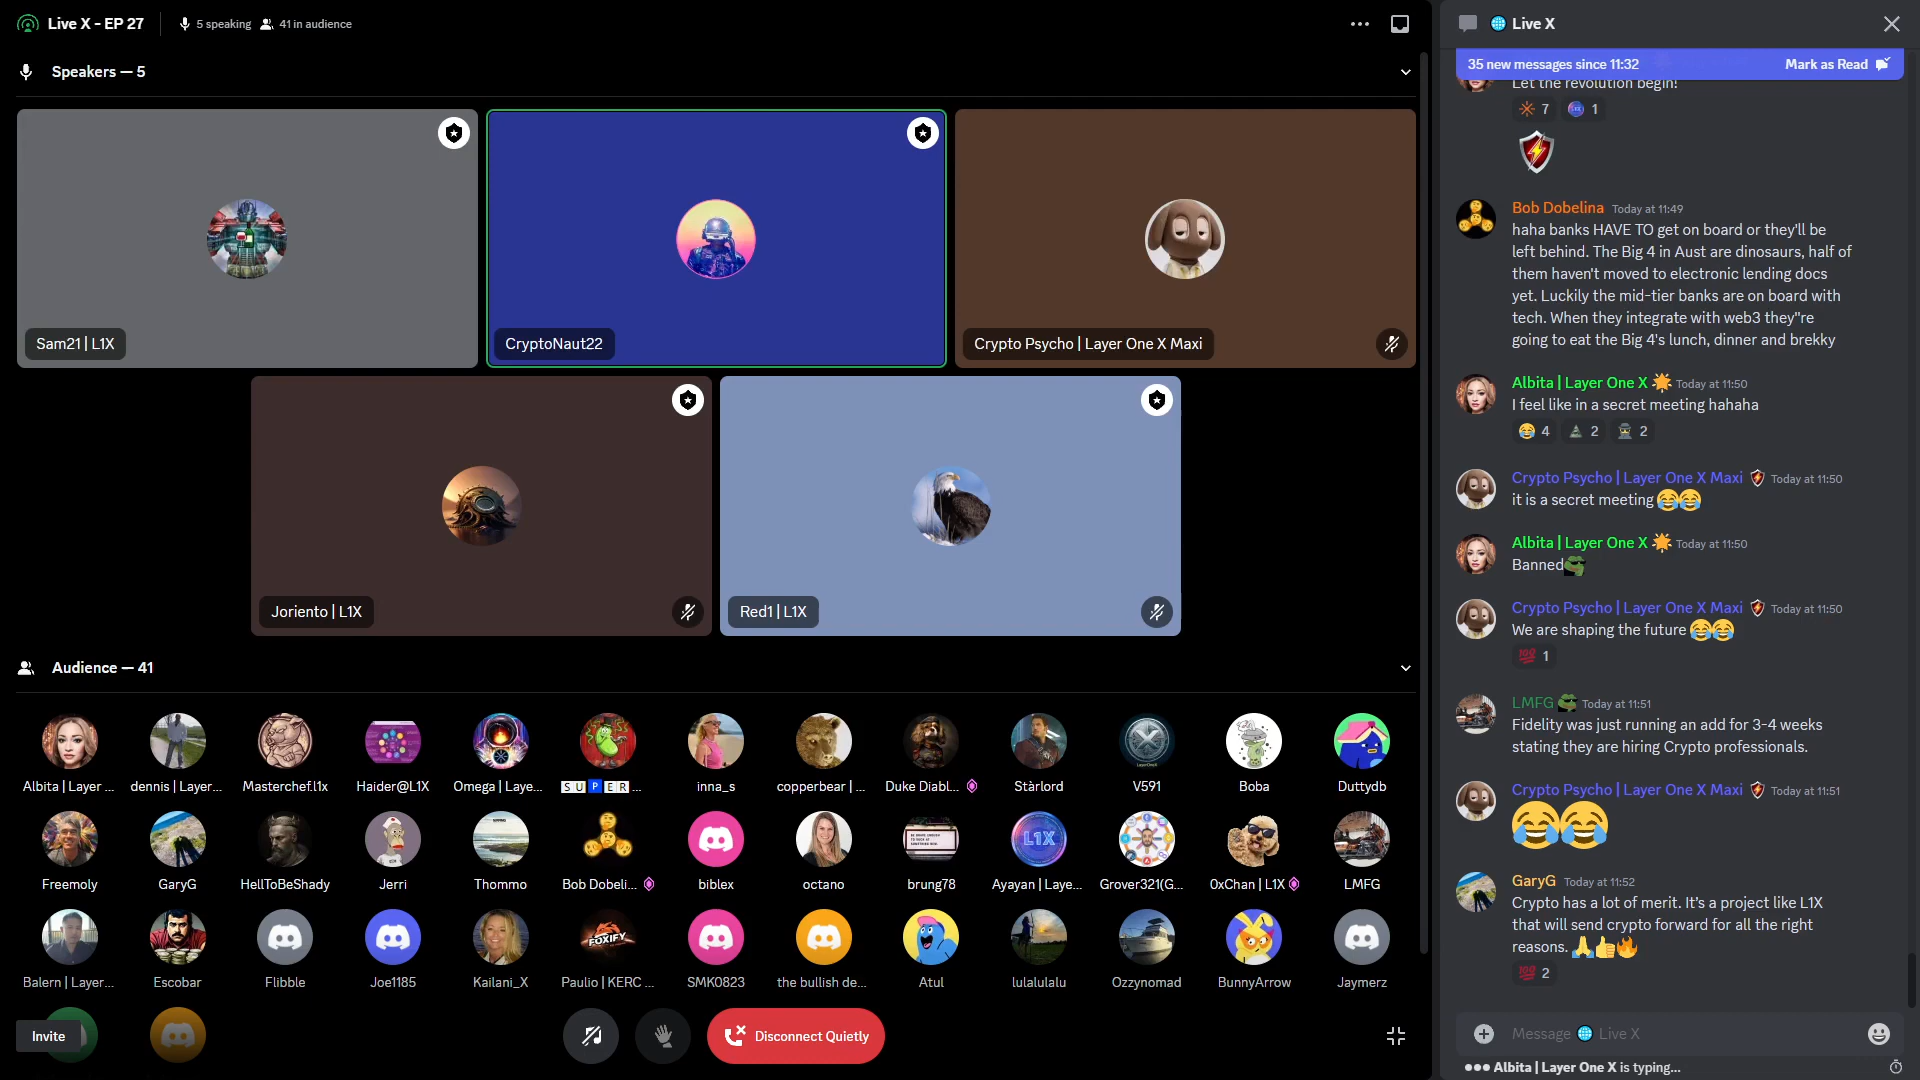 Live X - EP 27
5 speaking
41 in audience
Speakers — 5
Sam21 | L1X
CryptoNaut22
Crypto Psycho | Layer One X Maxi
Joriento | L1X
Red1 | L1X
Audience — 41
Albita | Layer ...
dennis | Layer...
Masterchef.l1x
Haider@L1X
Omega | Laye...
S U P E R ...
inna_s
copperbear | ...
Duke Diabl...
Stàrlord
V591
Boba
Duttydb
L1X
Freemoly
GaryG
HellToBeShady
Jerri
Thommo
Bob Dobeli...
biblex
octano
brung78
Ayayan | Laye...
Grover321(G...
0xChan | L1X
LMFG
FOXIFY
Balern | Layer...
Escobar
Flibble
Joe1185
Kailani_X
Paulio | KERC ...
SMK0823
the bullish de...
Atul
lulalulalu
Ozzynomad
BunnyArrow
Jaymerz
Invite
Disconnect Quietly
Live X
35 new messages since 11:32
Mark as Read
Let the revolution begin!
7
1
Bob Dobelina Today at 11:49
haha banks HAVE TO get on board or they'll be
left behind. The Big 4 in Aust are dinosaurs, half of
them haven't moved to electronic lending docs
yet. Luckily the mid-tier banks are on board with
tech. When they integrate with web3 they"re
going to eat the Big 4's lunch, dinner and brekky
Albita | Layer One X Today at 11:50
I feel like in a secret meeting hahaha
😂 4
2
2
Crypto Psycho | Layer One X Maxi Today at 11:50
it is a secret meeting 😂😂
Albita | Layer One X Today at 11:50
Banned
Crypto Psycho | Layer One X Maxi Today at 11:50
We are shaping the future 😂😂
💯 1
LMFG Today at 11:51
Fidelity was just running an add for 3-4 weeks
stating they are hiring Crypto professionals.
Crypto Psycho | Layer One X Maxi Today at 11:51
😂😂
GaryG Today at 11:52
Crypto has a lot of merit. It's a project like L1X
that will send crypto forward for all the right
reasons. 🙏👍🔥
💯 2
Message 🌐 Live X
Albita | Layer One X is typing...